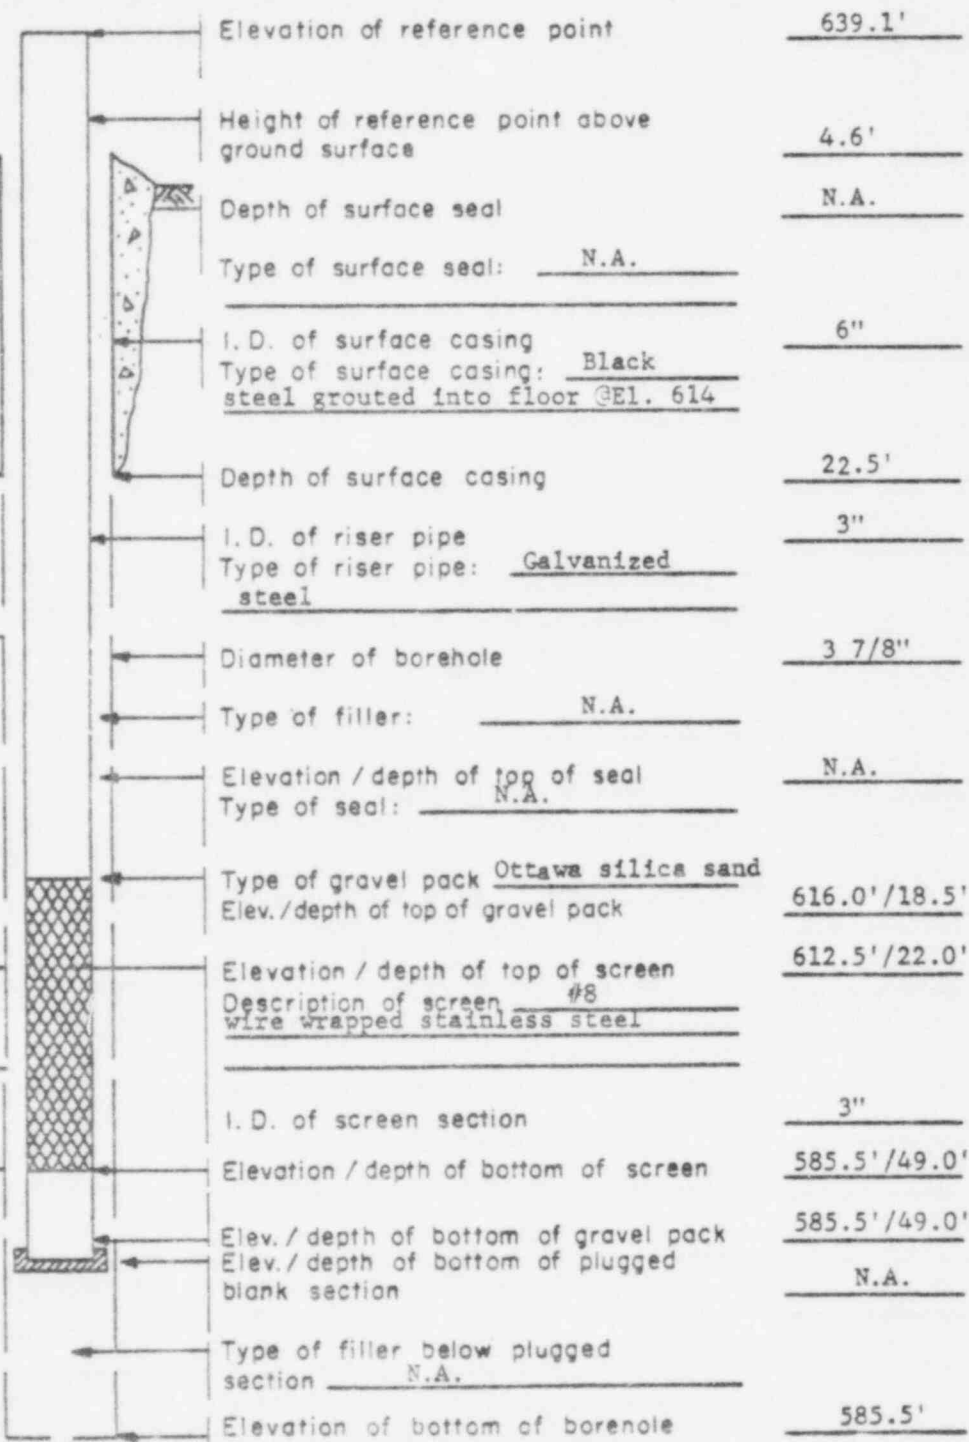 Elevation of reference point 639.1'
Height of reference point above
ground surface 4.6'
Depth of surface seal N.A.
Type of surface seal: N.A.
I.D. of surface casing 6"
Type of surface casing: Black
steel grouted into floor @El. 614
Depth of surface casing 22.5'
I.D. of riser pipe 3"
Type of riser pipe: Galvanized
steel
Diameter of borehole 3 7/8"
Type of filler: N.A.
Elevation / depth of top of seal N.A.
Type of seal: N.A.
Type of gravel pack Ottawa silica sand
Elev./depth of top of gravel pack 616.0'/18.5'
Elevation / depth of top of screen 612.5'/22.0'
Description of screen #8
wire wrapped stainless steel
I.D. of screen section 3"
Elevation / depth of bottom of screen 585.5'/49.0'
Elev./ depth of bottom of gravel pack 585.5'/49.0'
Elev./ depth of bottom of plugged
blank section N.A.
Type of filler below plugged
section N.A.
Elevation of bottom of borehole 585.5'